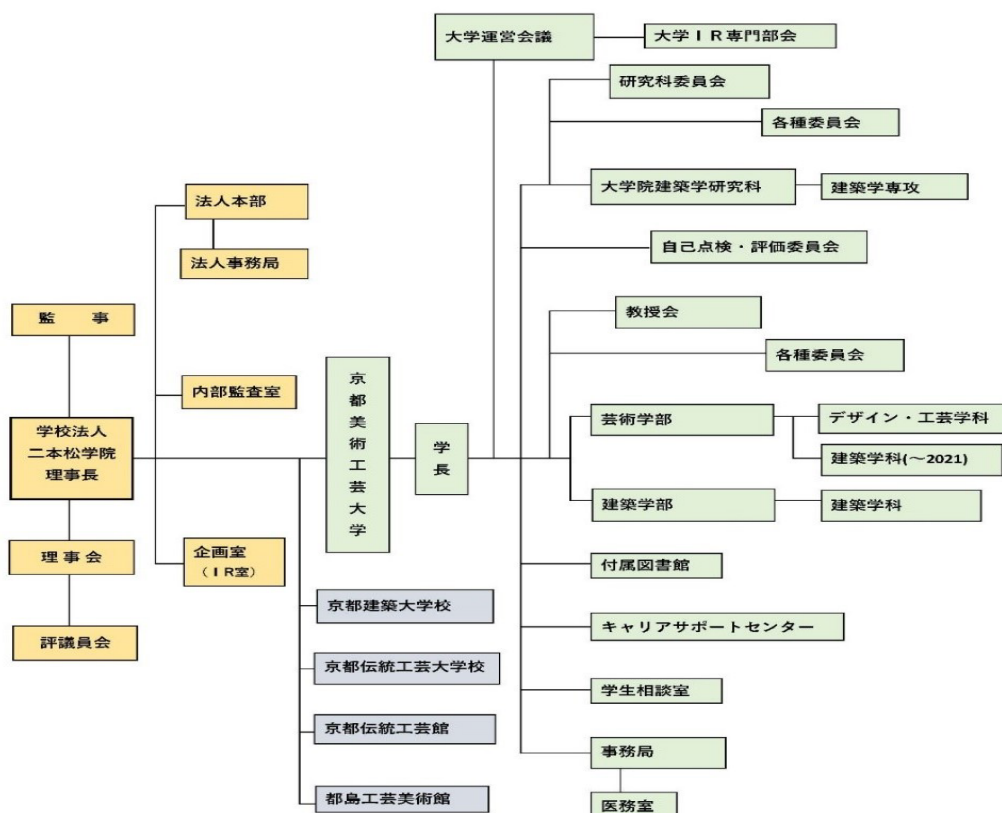 大学運営会議
大学ＩＲ専門部会
研究科委員会
各種委員会
大学院建築学研究科
建築学専攻
自己点検・評価委員会
教授会
各種委員会
芸術学部
デザイン・工芸学科
建築学科(～2021)
建築学部
建築学科
付属図書館
キャリアサポートセンター
学生相談室
事務局
医務室
法人本部
法人事務局
監　事
内部監査室
学校法人
二本松学院
理事長
京都美術工芸大学
学長
理事会
企画室
（ＩＲ室）
評議員会
京都建築大学校
京都伝統工芸大学校
京都伝統工芸館
都島工芸美術館